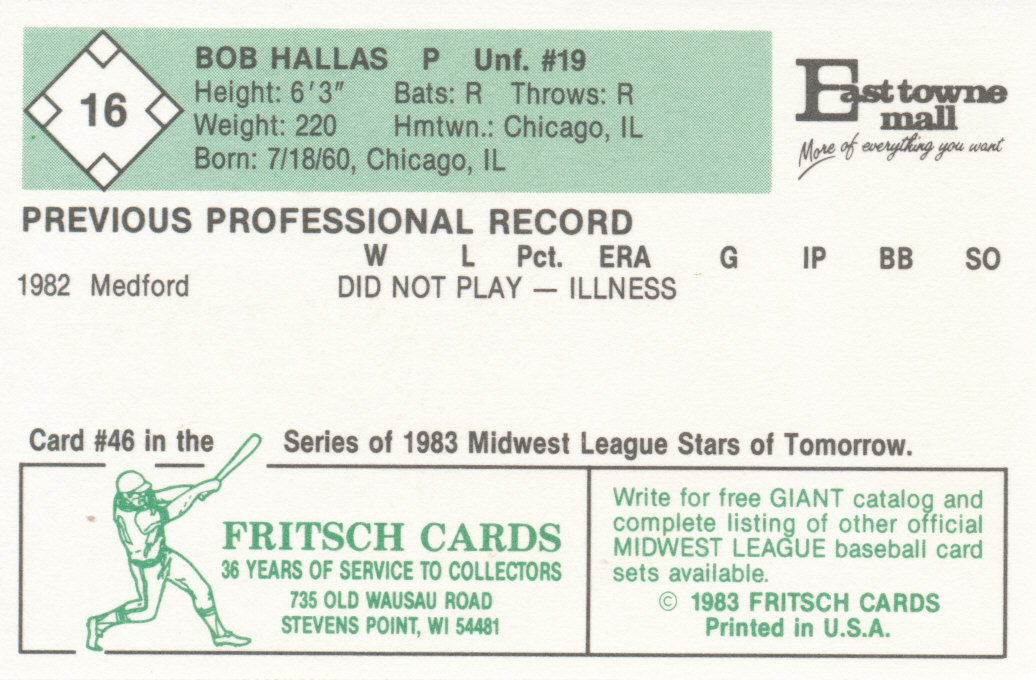 16
BOB HALLAS P Unf. #19
Height: 6'3" Bats: R Throws: R
Weight: 220 Hmtwn.: Chicago, IL
Born: 7/18/60, Chicago, IL
East towne
mall
More of everything you want
PREVIOUS PROFESSIONAL RECORD
W L Pct. ERA G IP BB SO
1982 Medford DID NOT PLAY — ILLNESS
Card #46 in the Series of 1983 Midwest League Stars of Tomorrow.
FRITSCH CARDS
36 YEARS OF SERVICE TO COLLECTORS
735 OLD WAUSAU ROAD
STEVENS POINT, WI 54481
Write for free GIANT catalog and
complete listing of other official
MIDWEST LEAGUE baseball card
sets available.
© 1983 FRITSCH CARDS
Printed in U.S.A.